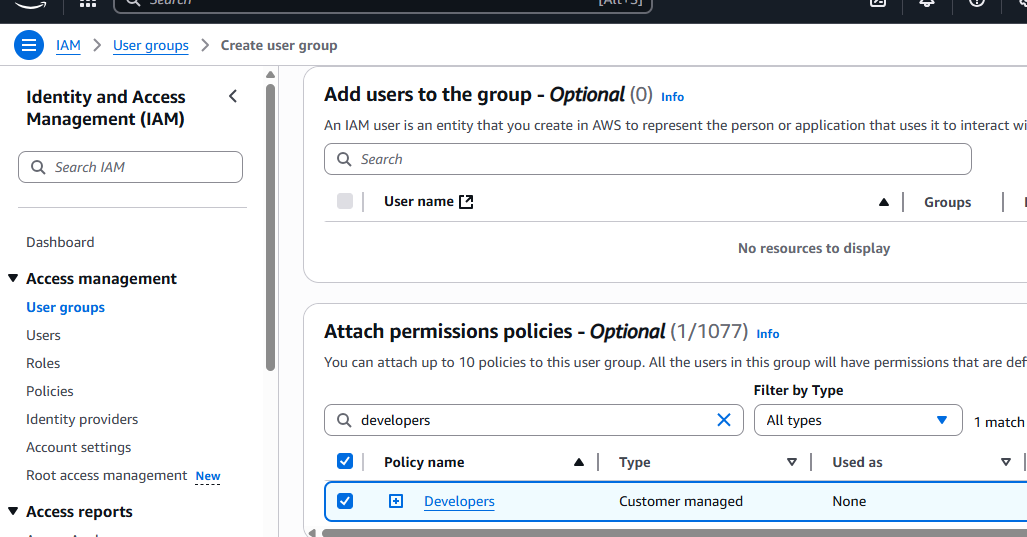 Search
[Alt+S]
IAM
User groups
Create user group
Identity and Access
Management (IAM)
Search IAM
Dashboard
Access management
User groups
Users
Roles
Policies
Identity providers
Account settings
Root access management New
Access reports
Add users to the group - Optional (0) Info
An IAM user is an entity that you create in AWS to represent the person or application that uses it to interact
Search
User name Groups
No resources to display
Attach permissions policies - Optional (1/1077) Info
You can attach up to 10 policies to this user group. All the users in this group will have permissions that are
Filter by Type
developers All types 1 match
Policy name Type Used as
Developers Customer managed None